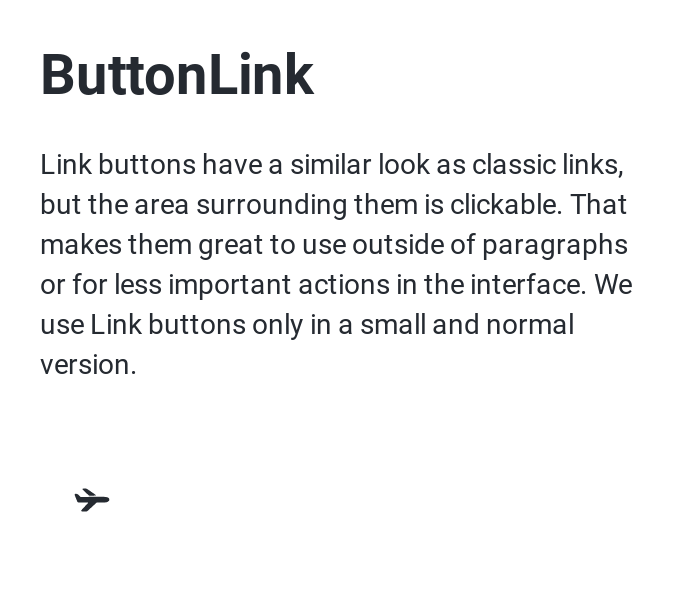 ButtonLink
Link buttons have a similar look as classic links,
but the area surrounding them is clickable. That
makes them great to use outside of paragraphs
or for less important actions in the interface. We
use Link buttons only in a small and normal
version.